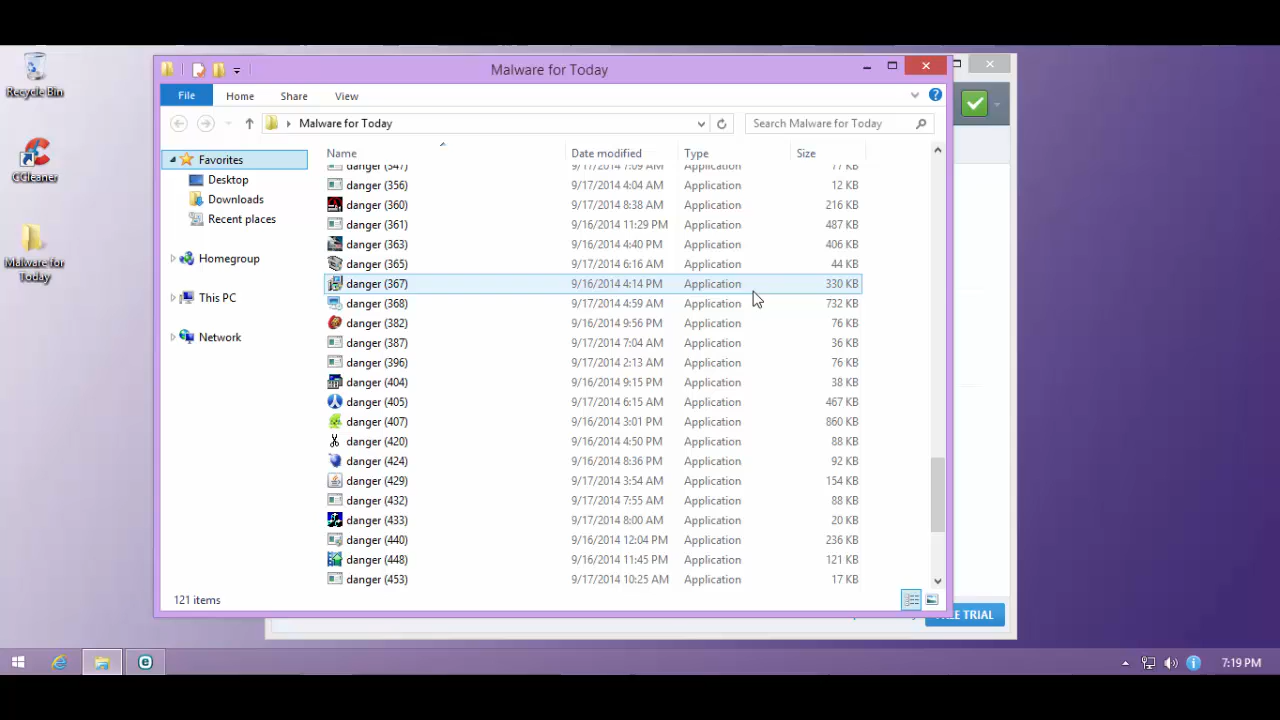 Recycle Bin
CCleaner
Malware for Today
Malware for Today
File Home Share View
Malware for Today
Search Malware for Today
Name Date modified Type Size
Favorites
Desktop
Downloads
Recent places
Homegroup
This PC
Network
danger (347) 9/17/2014 7:09 AM Application 77 KB
danger (356) 9/17/2014 4:04 AM Application 12 KB
danger (360) 9/17/2014 8:38 AM Application 216 KB
danger (361) 9/16/2014 11:29 PM Application 487 KB
danger (363) 9/16/2014 4:40 PM Application 406 KB
danger (365) 9/17/2014 6:16 AM Application 44 KB
danger (367) 9/16/2014 4:14 PM Application 330 KB
danger (368) 9/17/2014 4:59 AM Application 732 KB
danger (382) 9/16/2014 9:56 PM Application 76 KB
danger (387) 9/17/2014 7:04 AM Application 36 KB
danger (396) 9/17/2014 2:13 AM Application 76 KB
danger (404) 9/16/2014 9:15 PM Application 38 KB
danger (405) 9/17/2014 6:15 AM Application 467 KB
danger (407) 9/16/2014 3:01 PM Application 860 KB
danger (420) 9/16/2014 4:50 PM Application 88 KB
danger (424) 9/16/2014 8:36 PM Application 92 KB
danger (429) 9/17/2014 3:54 AM Application 154 KB
danger (432) 9/17/2014 7:55 AM Application 88 KB
danger (433) 9/17/2014 8:00 AM Application 20 KB
danger (440) 9/16/2014 12:04 PM Application 236 KB
danger (448) 9/16/2014 11:45 PM Application 121 KB
danger (453) 9/17/2014 10:25 AM Application 17 KB
121 items
TRIAL
7:19 PM